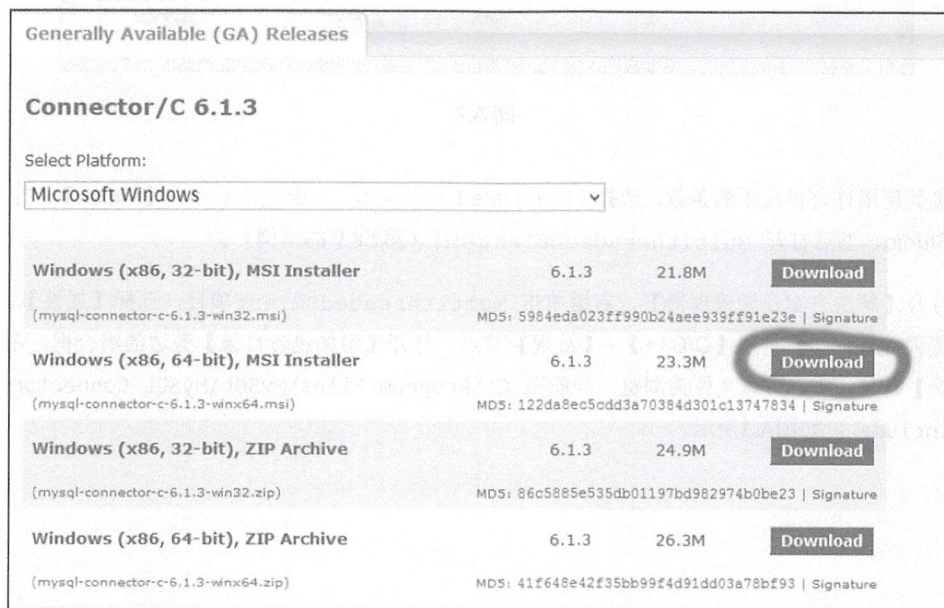 Generally Available (GA) Releases
Connector/C 6.1.3
Select Platform:
Microsoft Windows
Windows (x86, 32-bit), MSI Installer 6.1.3 21.8M Download
(mysql-connector-c-6.1.3-win32.msi) MD5: 5984eda023ff990b24aee939ff91e23e | Signature
Windows (x86, 64-bit), MSI Installer 6.1.3 23.3M Download
(mysql-connector-c-6.1.3-winx64.msi) MD5: 122da8ec5cdd3a70384d301c13747834 | Signature
Windows (x86, 32-bit), ZIP Archive 6.1.3 24.9M Download
(mysql-connector-c-6.1.3-win32.zip) MD5: 86c5885e535db01197bd982974b0be23 | Signature
Windows (x86, 64-bit), ZIP Archive 6.1.3 26.3M Download
(mysql-connector-c-6.1.3-winx64.zip) MD5: 41f648e42f35bb99f4d91dd03a78bf93 | Signature